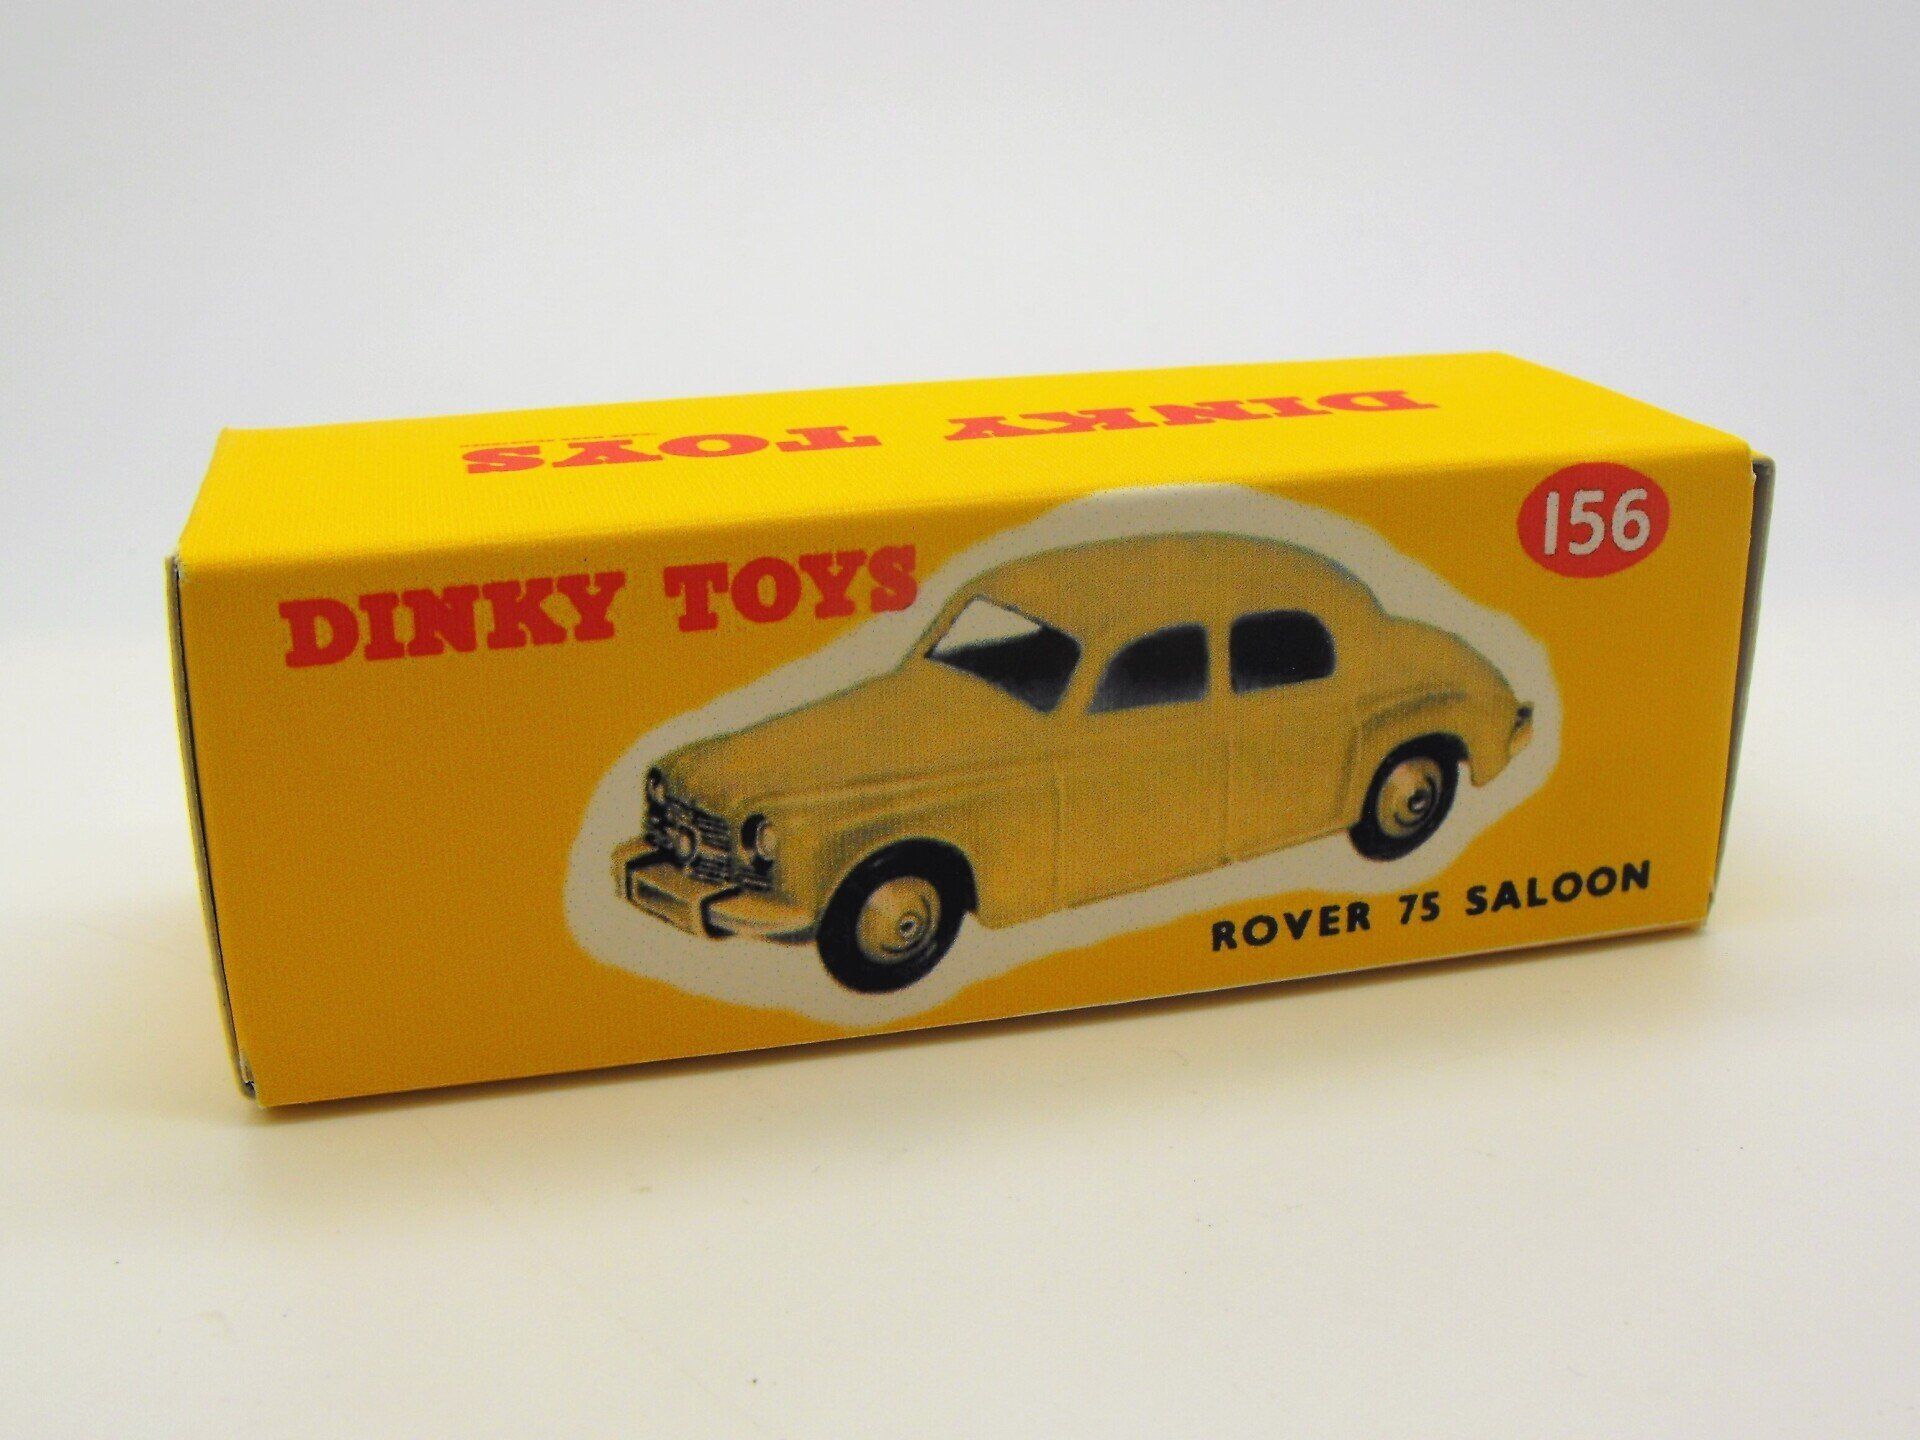 DINKY TOYS
DINKY TOYS
156
ROVER 75 SALOON